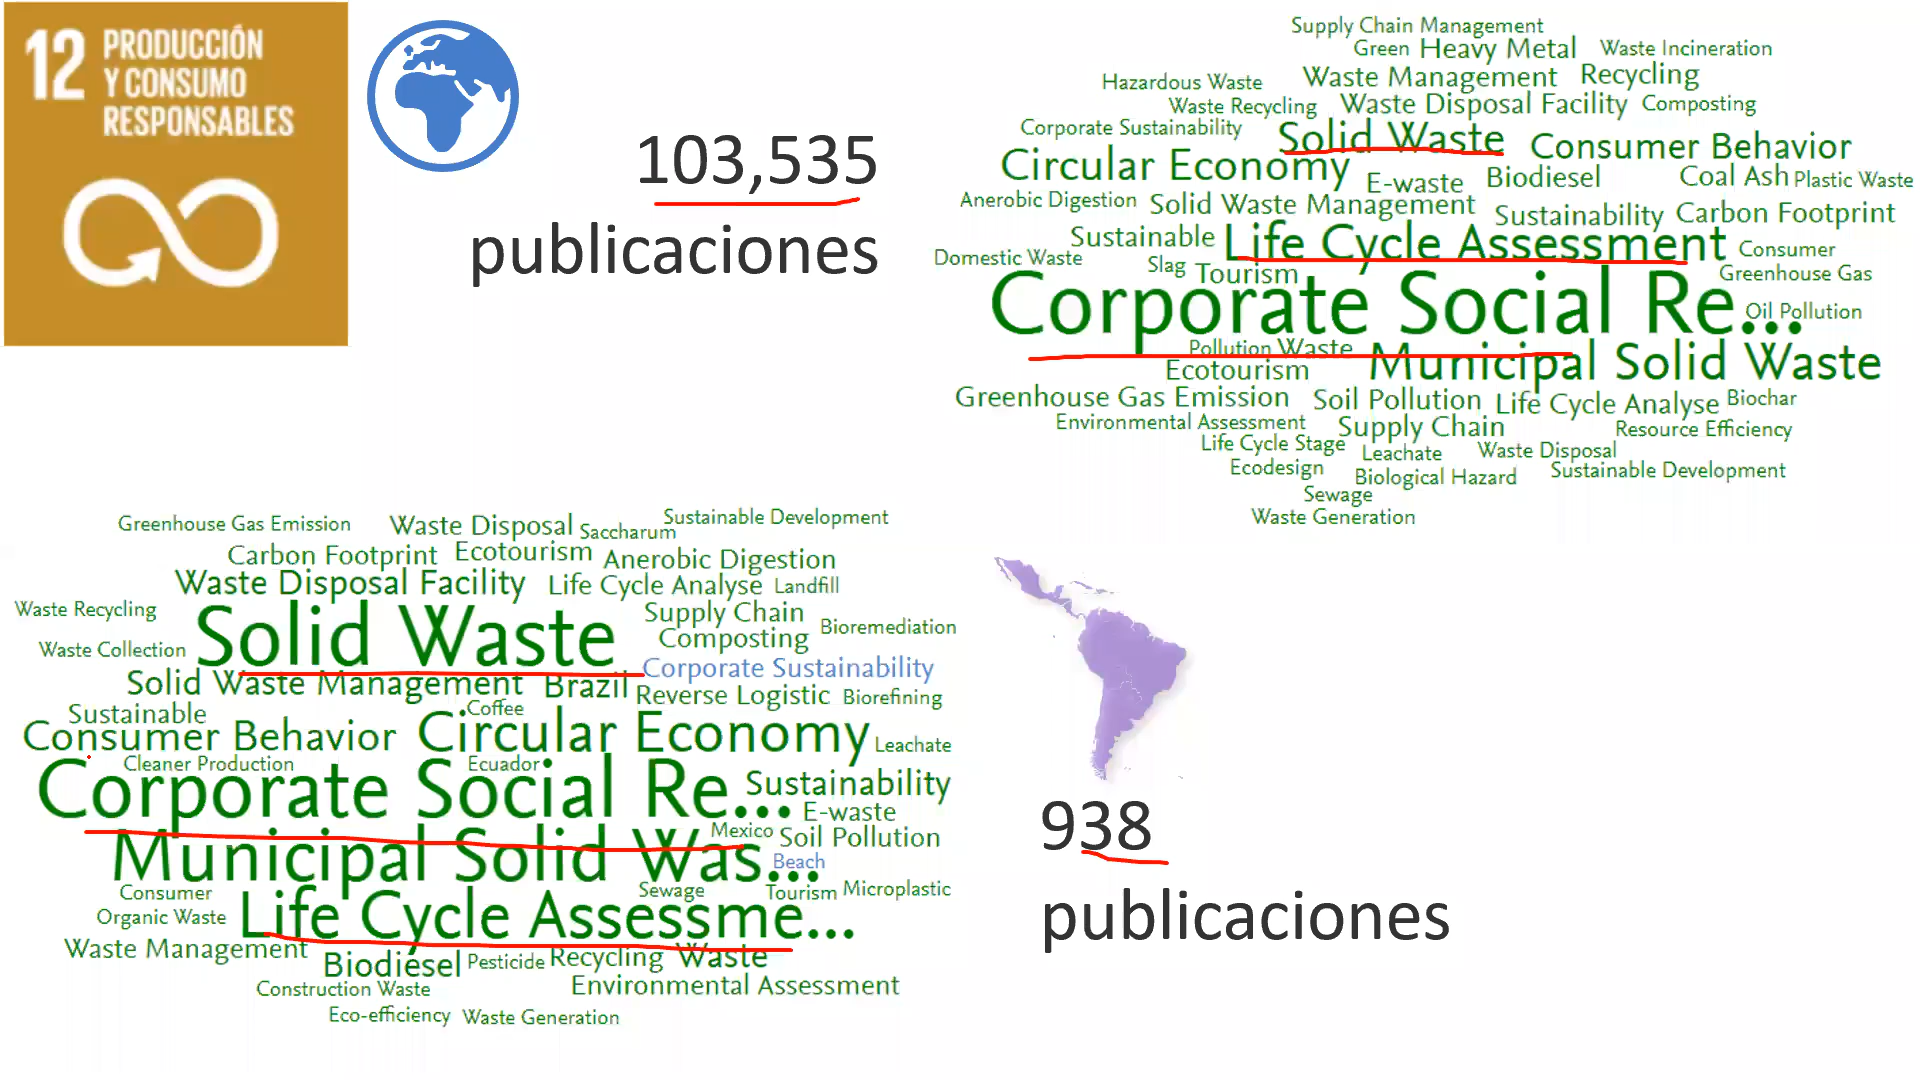 12 PRODUCCIÓN
Y CONSUMO
RESPONSABLES
103,535
publicaciones
Supply Chain Management
Green Heavy Metal Waste Incineration
Hazardous Waste Waste Management Recycling
Waste Recycling Waste Disposal Facility Composting
Corporate Sustainability Solid Waste Consumer Behavior
Circular Economy E-waste Biodiesel Coal Ash Plastic Waste
Anerobic Digestion Solid Waste Management Sustainability Carbon Footprint
Sustainable Life Cycle Assessment Consumer
Domestic Waste Slag Tourism Greenhouse Gas
Corporate Social Re... Oil Pollution
Pollution Waste Municipal Solid Waste
Ecotourism
Greenhouse Gas Emission Soil Pollution Life Cycle Analyse Biochar
Environmental Assessment Supply Chain Resource Efficiency
Life Cycle Stage Leachate Waste Disposal
Ecodesign Biological Hazard Sustainable Development
Sewage
Waste Generation
Greenhouse Gas Emission Waste Disposal Saccharum Sustainable Development
Carbon Footprint Ecotourism Anerobic Digestion
Waste Disposal Facility Life Cycle Analyse Landfill
Waste Recycling Solid Waste Supply Chain
Waste Collection Composting Bioremediation
Corporate Sustainability
Solid Waste Management Brazil Reverse Logistic Biorefining
Sustainable Coffee
Consumer Behavior Circular Economy Leachate
Cleaner Production Ecuador
Corporate Social Re... Sustainability
E-waste
Municipal Solid Was... Mexico Soil Pollution
Beach
Consumer Sewage Tourism Microplastic
Organic Waste Life Cycle Assessme...
Waste Management Biodiesel Pesticide Recycling Waste
Construction Waste Environmental Assessment
Eco-efficiency Waste Generation
938
publicaciones